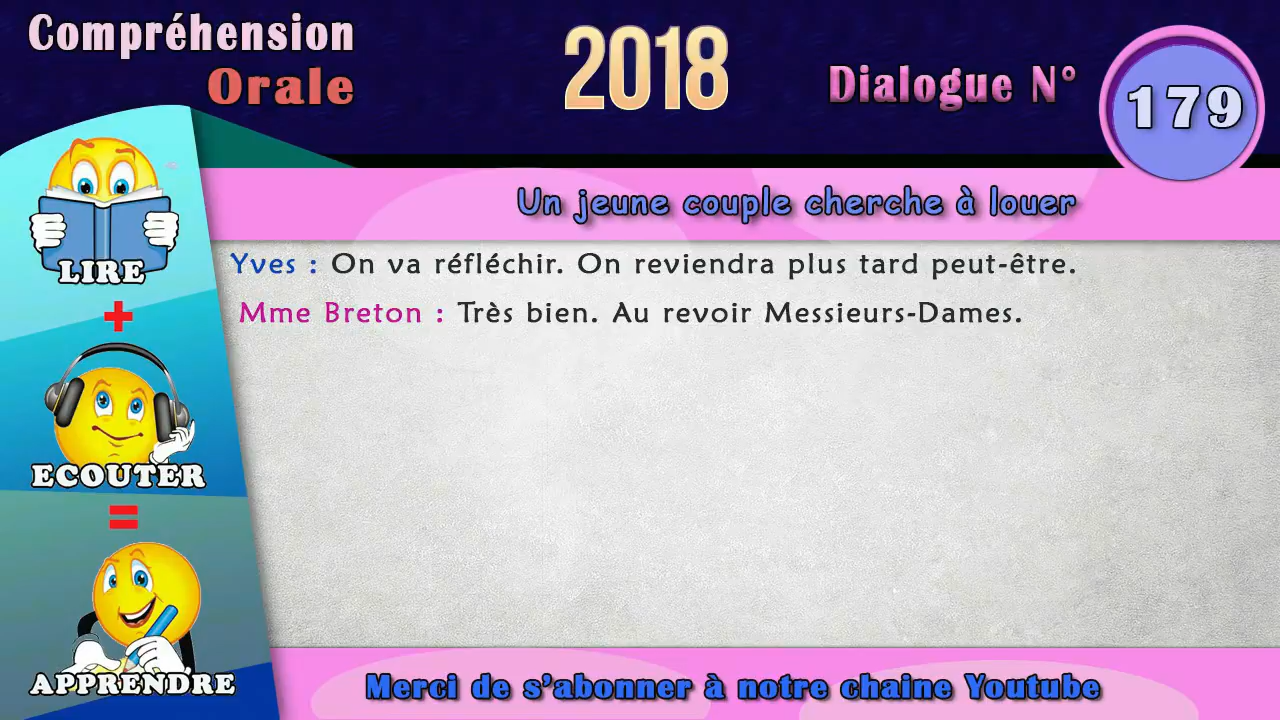 Compréhension
Orale
2018
Dialogue N°
179
Un jeune couple cherche à louer
Yves : On va réfléchir. On reviendra plus tard peut-être.
Mme Breton : Très bien. Au revoir Messieurs-Dames.
LIRE
+
ECOUTER
=
APPRENDRE
Merci de s'abonner à notre chaine Youtube